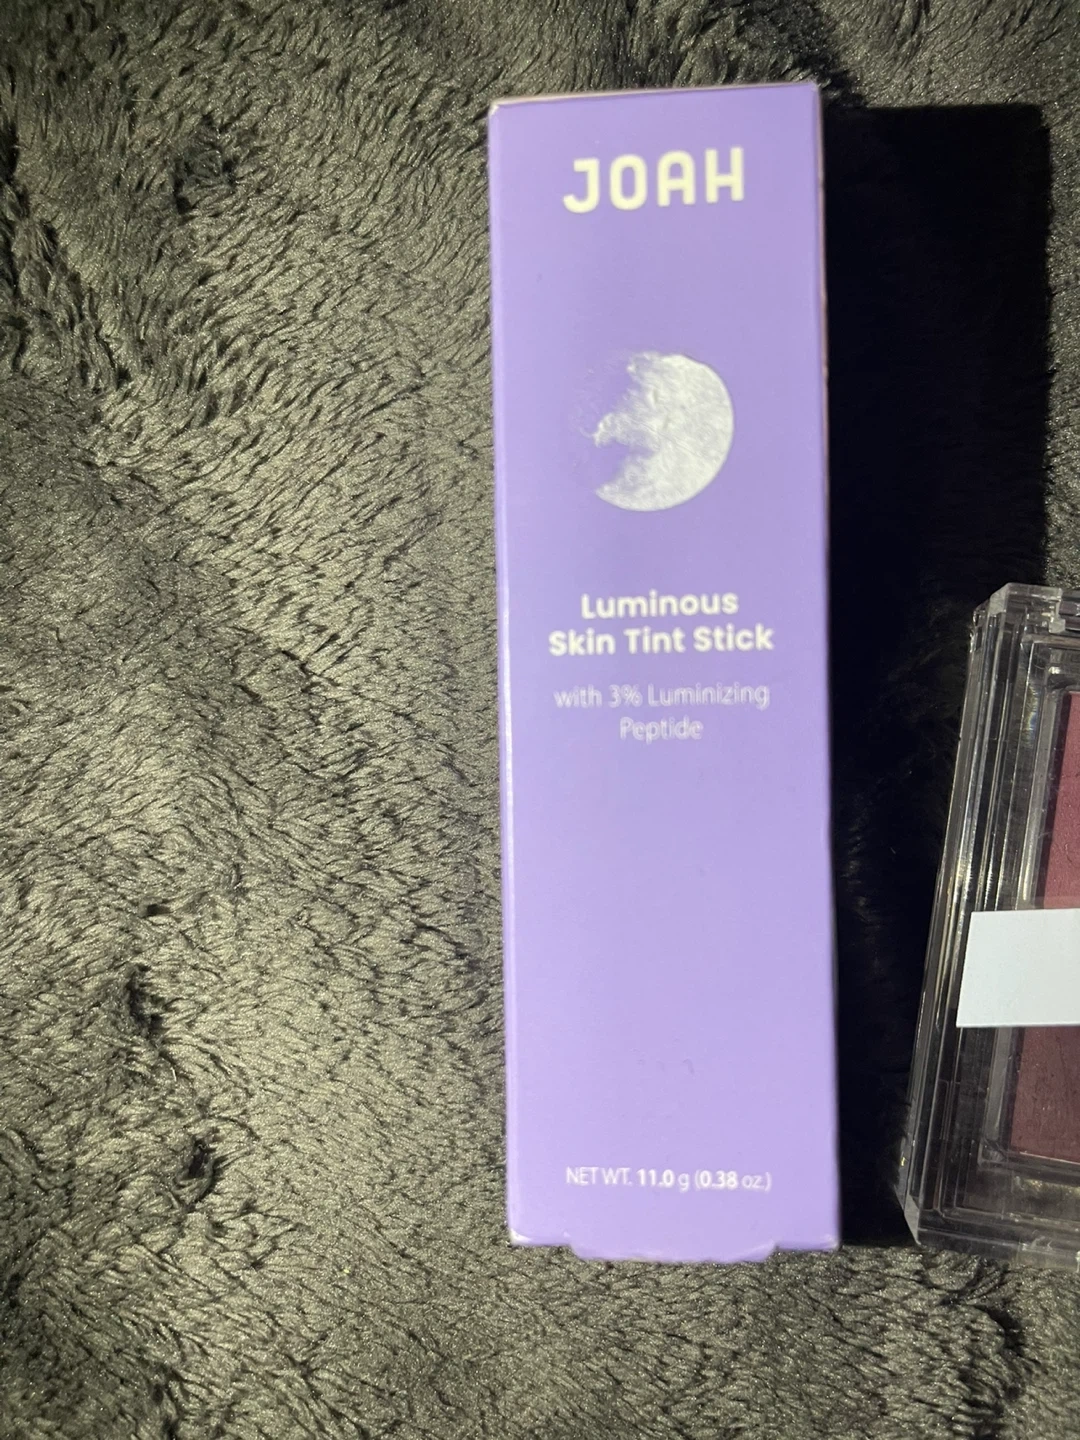 JOAH
Luminous
Skin Tint Stick
with 3% Luminizing
Peptide
NET WT. 11.0 g (0.38 oz.)